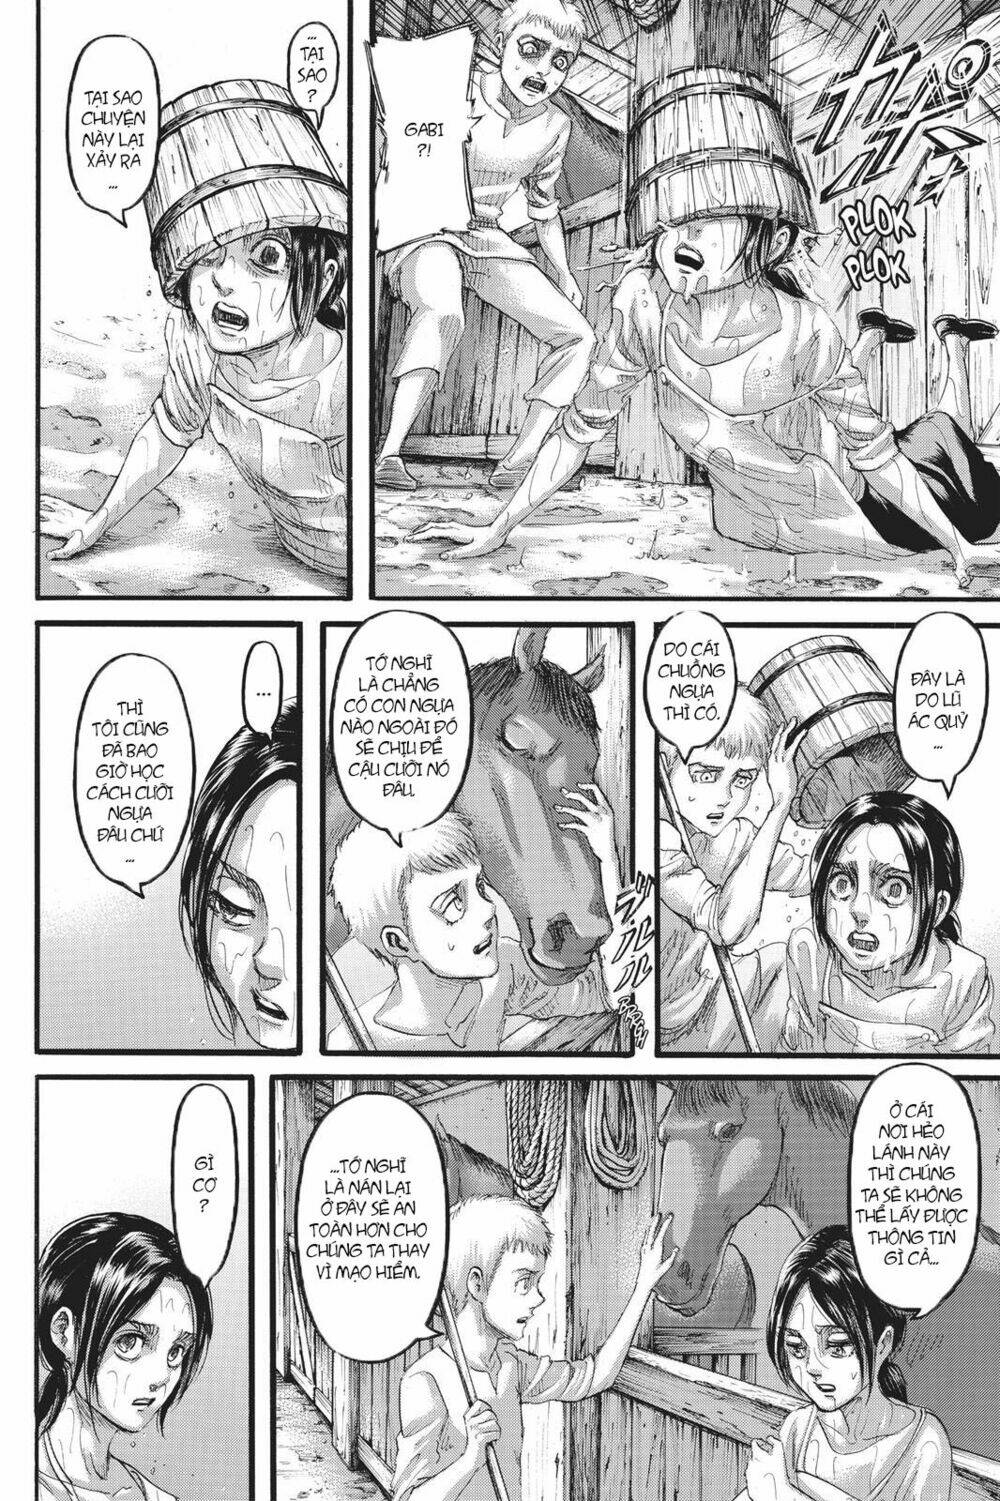 GABI
?!
カポ
PLOK
PLOK
...
TẠI
SAO
?
TẠI SAO
CHUYỆN
NÀY LẠI
XẢY RA
...
ĐÂY LÀ
DO LŨ
ÁC QUỶ
...
DO CÁI
CHUỒNG
NGỰA
THÌ CÓ.
TỚ NGHĨ
LÀ CHẲNG
CÓ CON NGỰA
NÀO NGOÀI ĐÓ
SẼ CHỊU ĐỂ
CẬU CƯỠI NÓ
ĐÂU.
...
THÌ
TÔI CŨNG
ĐÃ BAO
GIỜ HỌC
CÁCH CƯỠI
NGỰA
ĐÂU CHỨ
...
Ở CÁI
NƠI HẺO
LÁNH NÀY
THÌ CHÚNG
TA SẼ KHÔNG
THỂ LẤY ĐƯỢC
THÔNG TIN
GÌ CẢ...
...TỚ NGHĨ
LÀ NÁN LẠI
Ở ĐÂY SẼ AN
TOÀN HƠN CHO
CHÚNG TA THAY
VÌ MẠO HIỂM.
GÌ
CƠ
?